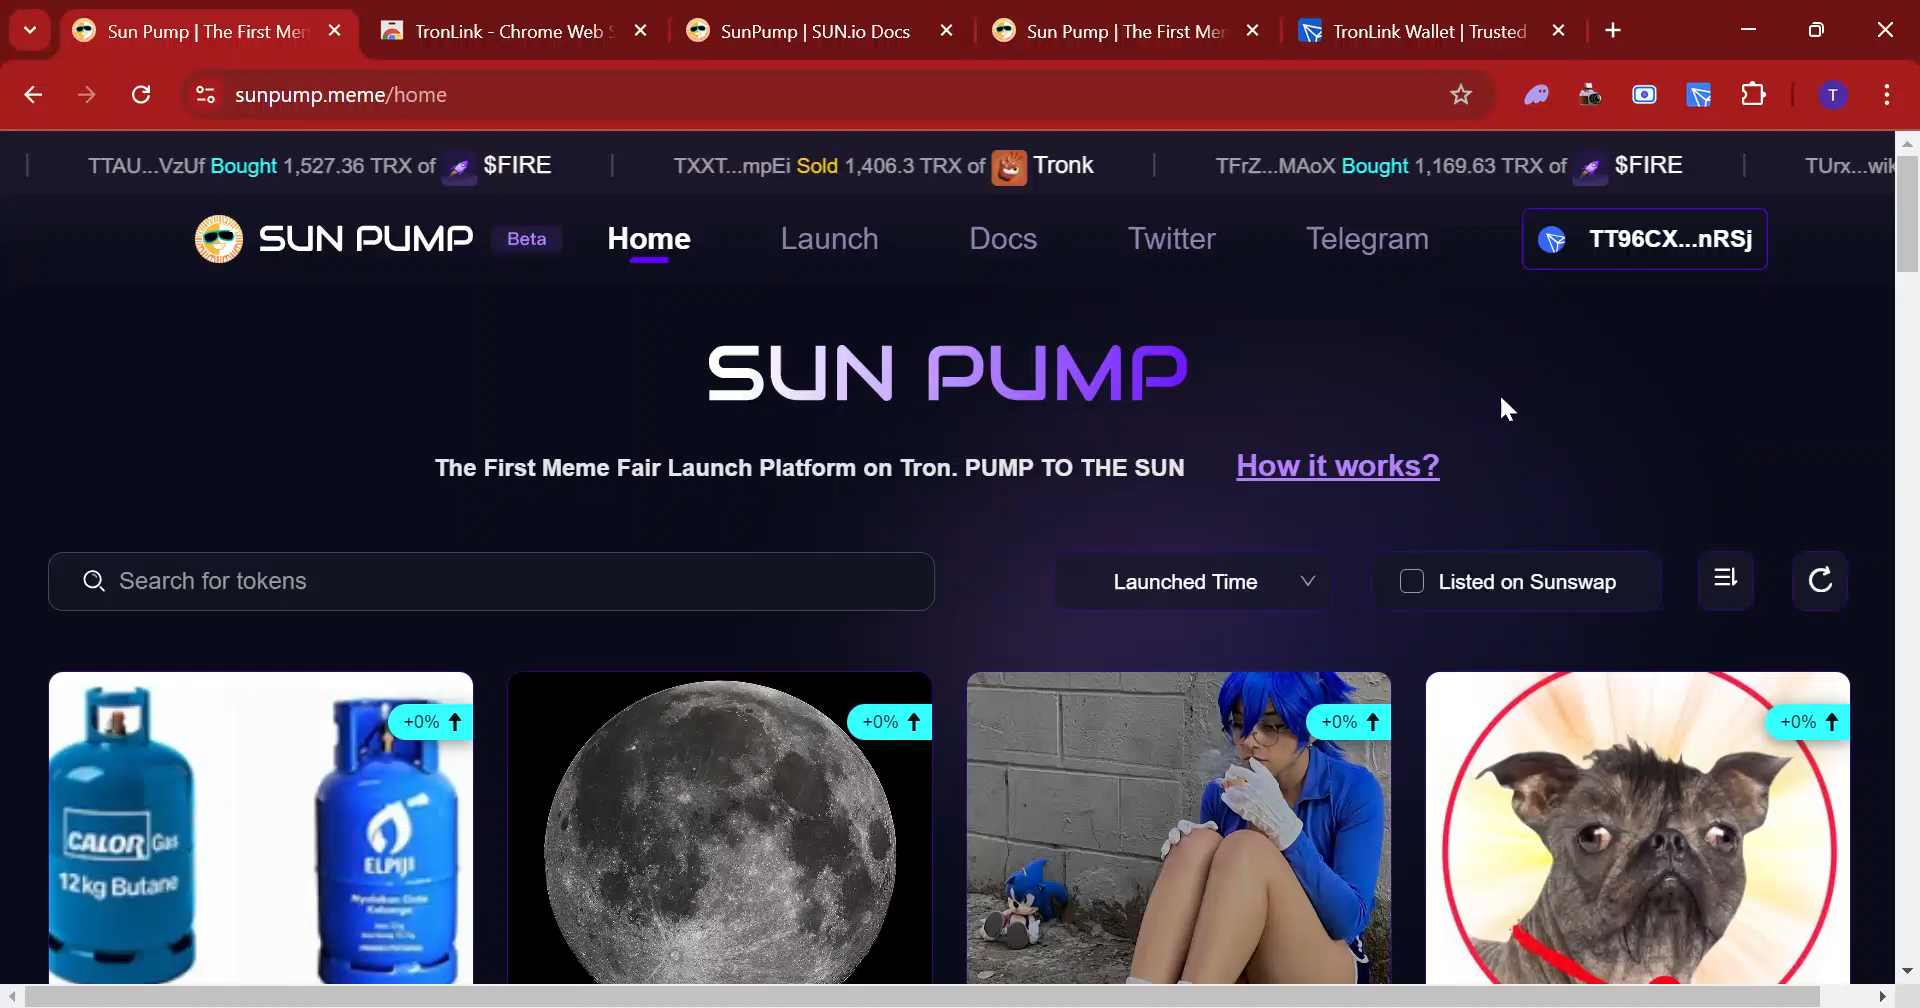 Sun Pump | The First Mem
TronLink - Chrome Web S
SunPump | SUN.io Docs
Sun Pump | The First Mem
TronLink Wallet | Trusted
sunpump.meme/home
T
TTAU...VzUf Bought 1,527.36 TRX of $FIRE
TXXT...mpEi Sold 1,406.3 TRX of Tronk
TFrZ...MAoX Bought 1,169.63 TRX of $FIRE
TUrx...wik
SUN PUMP Beta
Home
Launch
Docs
Twitter
Telegram
TT96CX...nRSj
SUN PUMP
The First Meme Fair Launch Platform on Tron. PUMP TO THE SUN
How it works?
Search for tokens
Launched Time
Listed on Sunswap
+0%
+0%
+0%
+0%
CALOR Gas
12kg Butane
ELPIJI